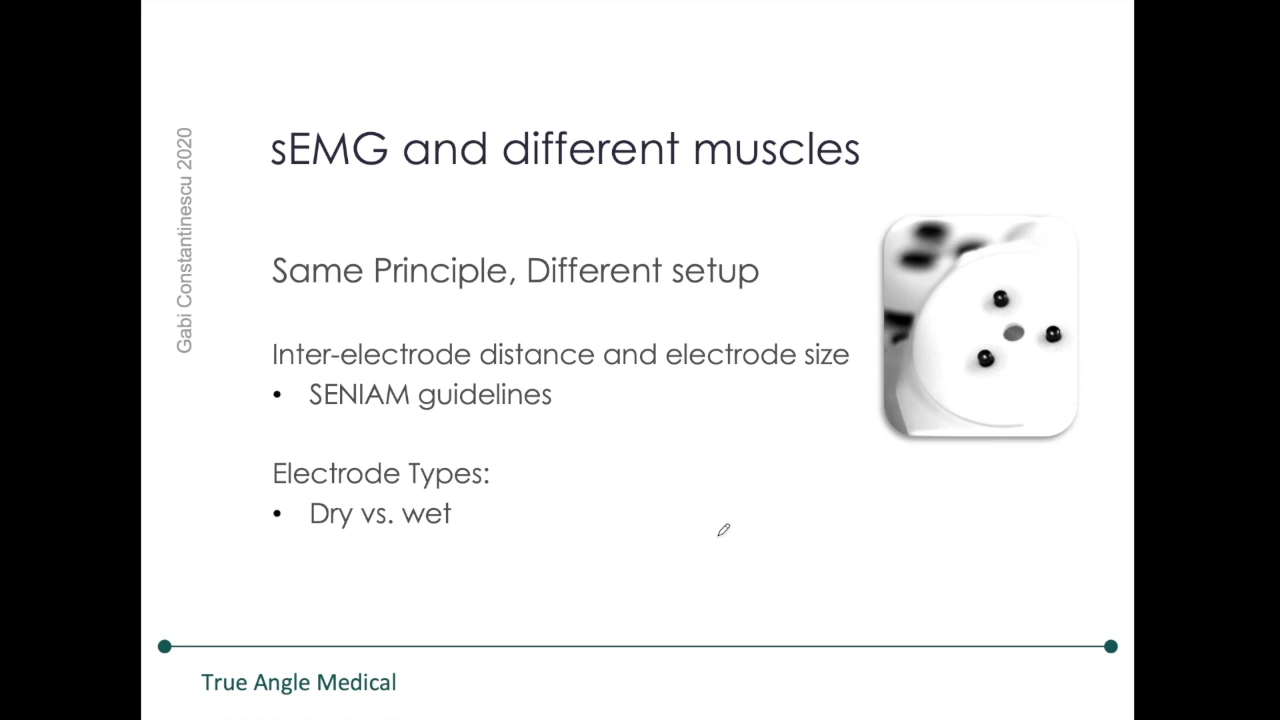 Gabi Constantinescu 2020
sEMG and different muscles
Same Principle, Different setup
Inter-electrode distance and electrode size
• SENIAM guidelines
Electrode Types:
• Dry vs. wet
True Angle Medical